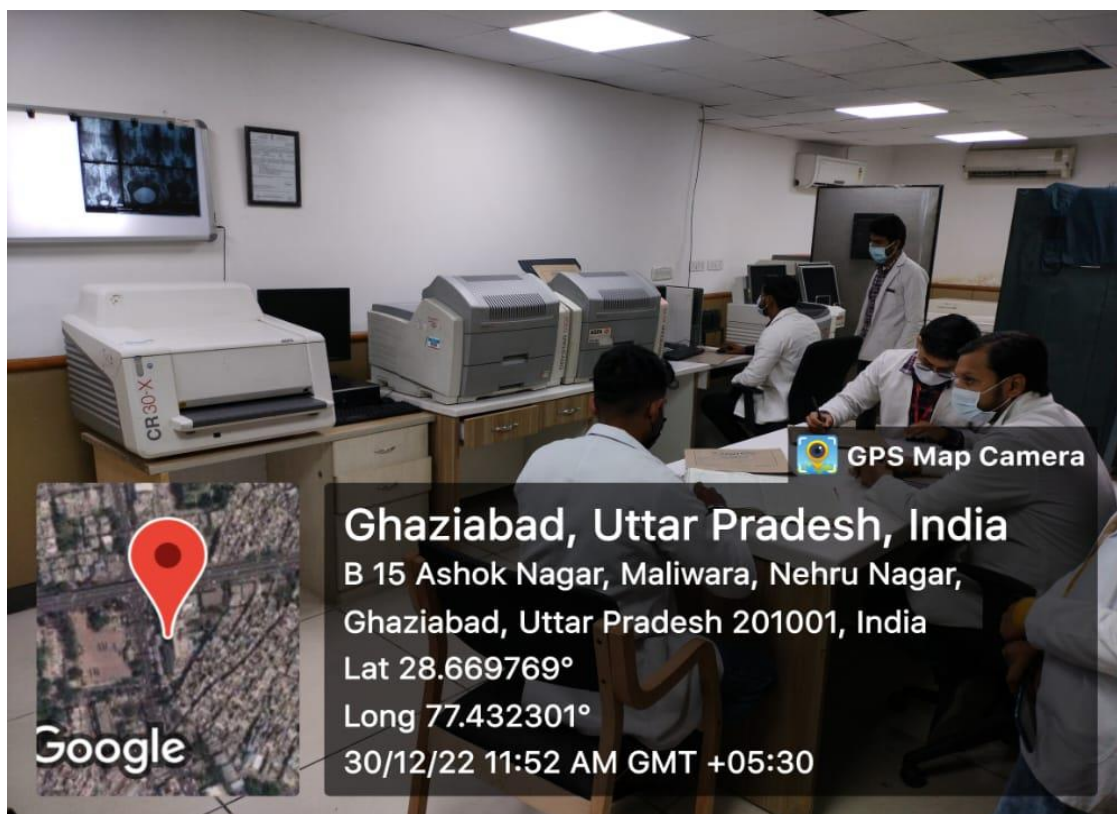 CR 30-X
GPS Map Camera
Ghaziabad, Uttar Pradesh, India
B 15 Ashok Nagar, Maliwara, Nehru Nagar,
Ghaziabad, Uttar Pradesh 201001, India
Lat 28.669769°
Long 77.432301°
30/12/22 11:52 AM GMT +05:30
Google